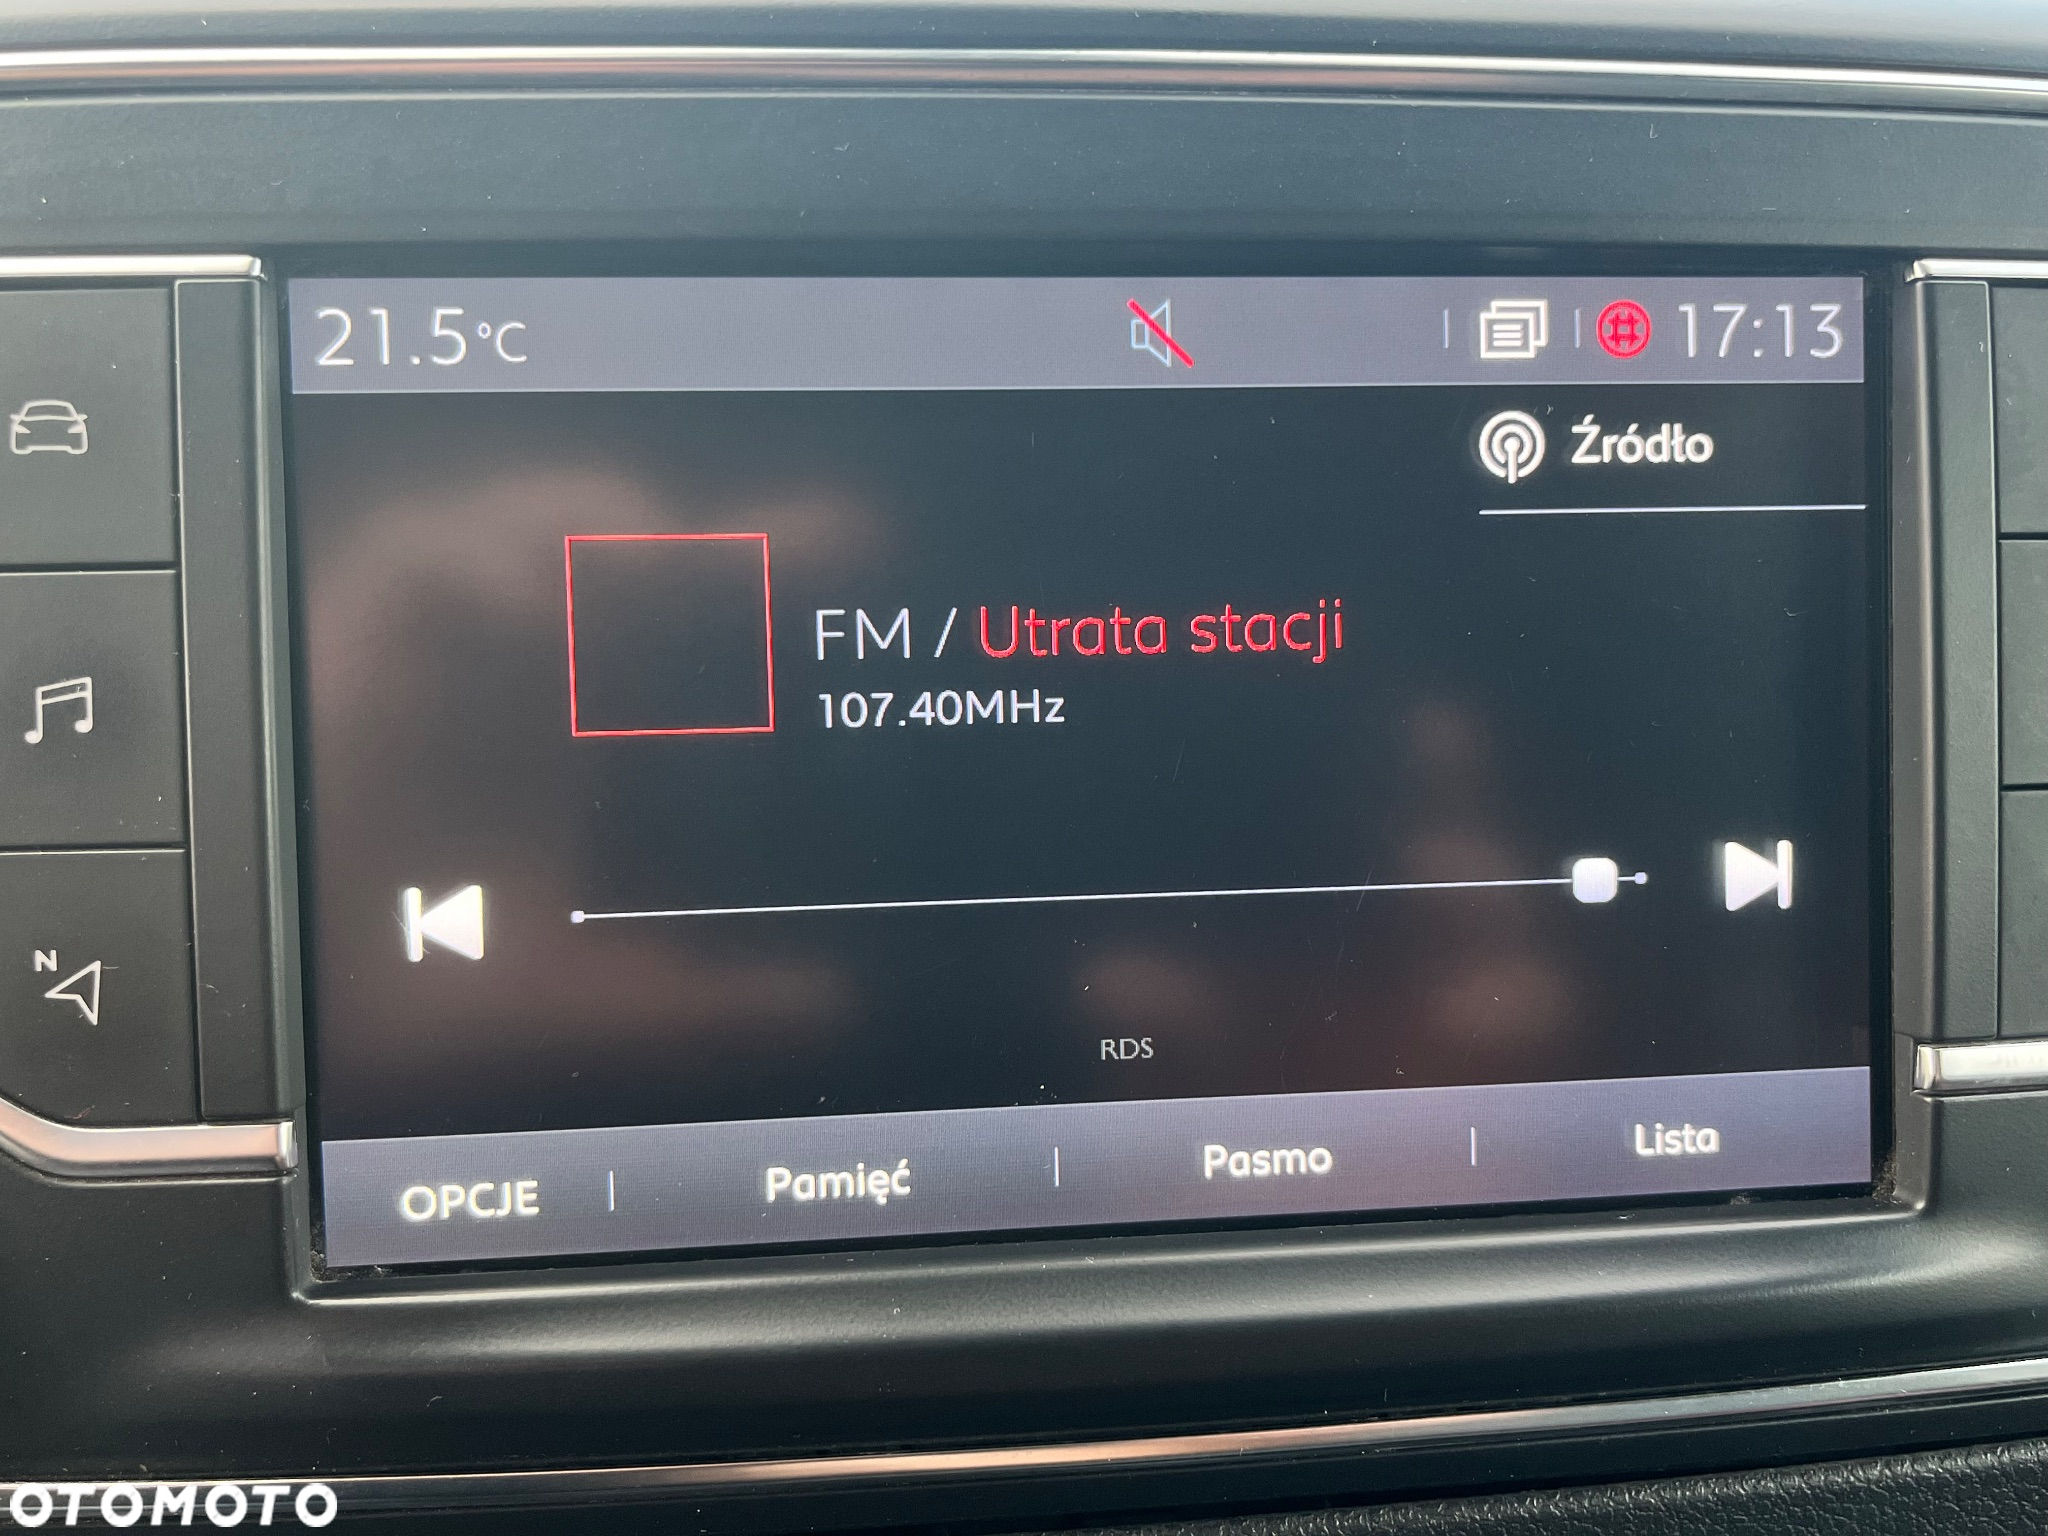 21.5°C
17:13
Źródło
FM / Utrata stacji
107.40MHz
N
RDS
OPCJE | Pamięć | Pasmo | Lista
OTOMOTO